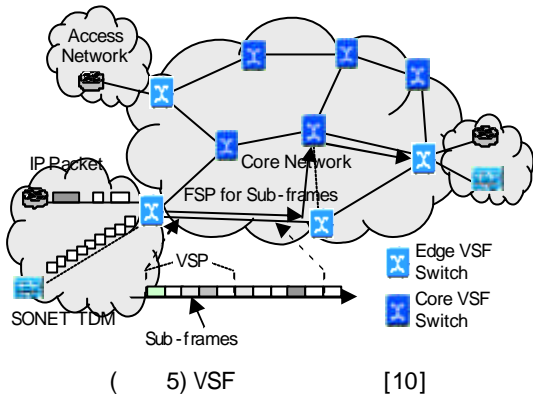 Access
Network
IP Packet
Core Network
FSP for Sub-frames
VSP
Edge VSF
Switch
Core VSF
Switch
SONET TDM
Sub-frames
( 5) VSF [10]